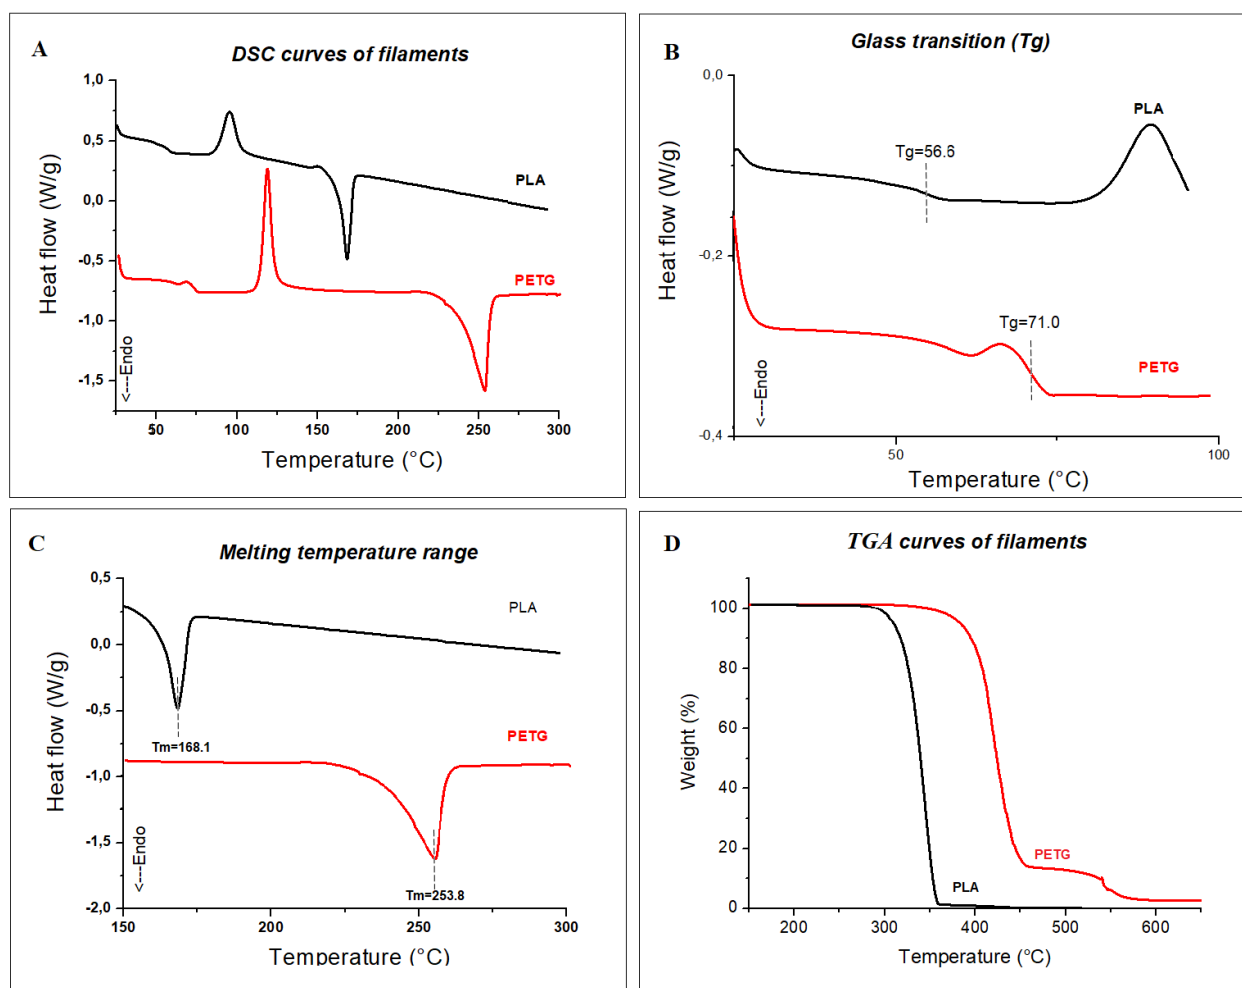 A
DSC curves of filaments
1,0
0,5
0,0
-0,5
-1,0
-1,5
Heat flow (W/g)
PLA
PETG
<---Endo
50
100
150
200
250
300
Temperature (°C)
B
Glass transition (Tg)
0,0
-0,2
-0,4
Heat flow (W/g)
PLA
Tg=56.6
Tg=71.0
PETG
<---Endo
50
100
Temperature (°C)
C
Melting temperature range
0,5
0,0
-0,5
-1,0
-1,5
-2,0
Heat flow (W/g)
PLA
Tm=168.1
PETG
<---Endo
Tm=253.8
150
200
250
300
Temperature (°C)
D
TGA curves of filaments
100
80
60
40
20
0
Weight (%)
PETG
PLA
200
300
400
500
600
Temperature (°C)